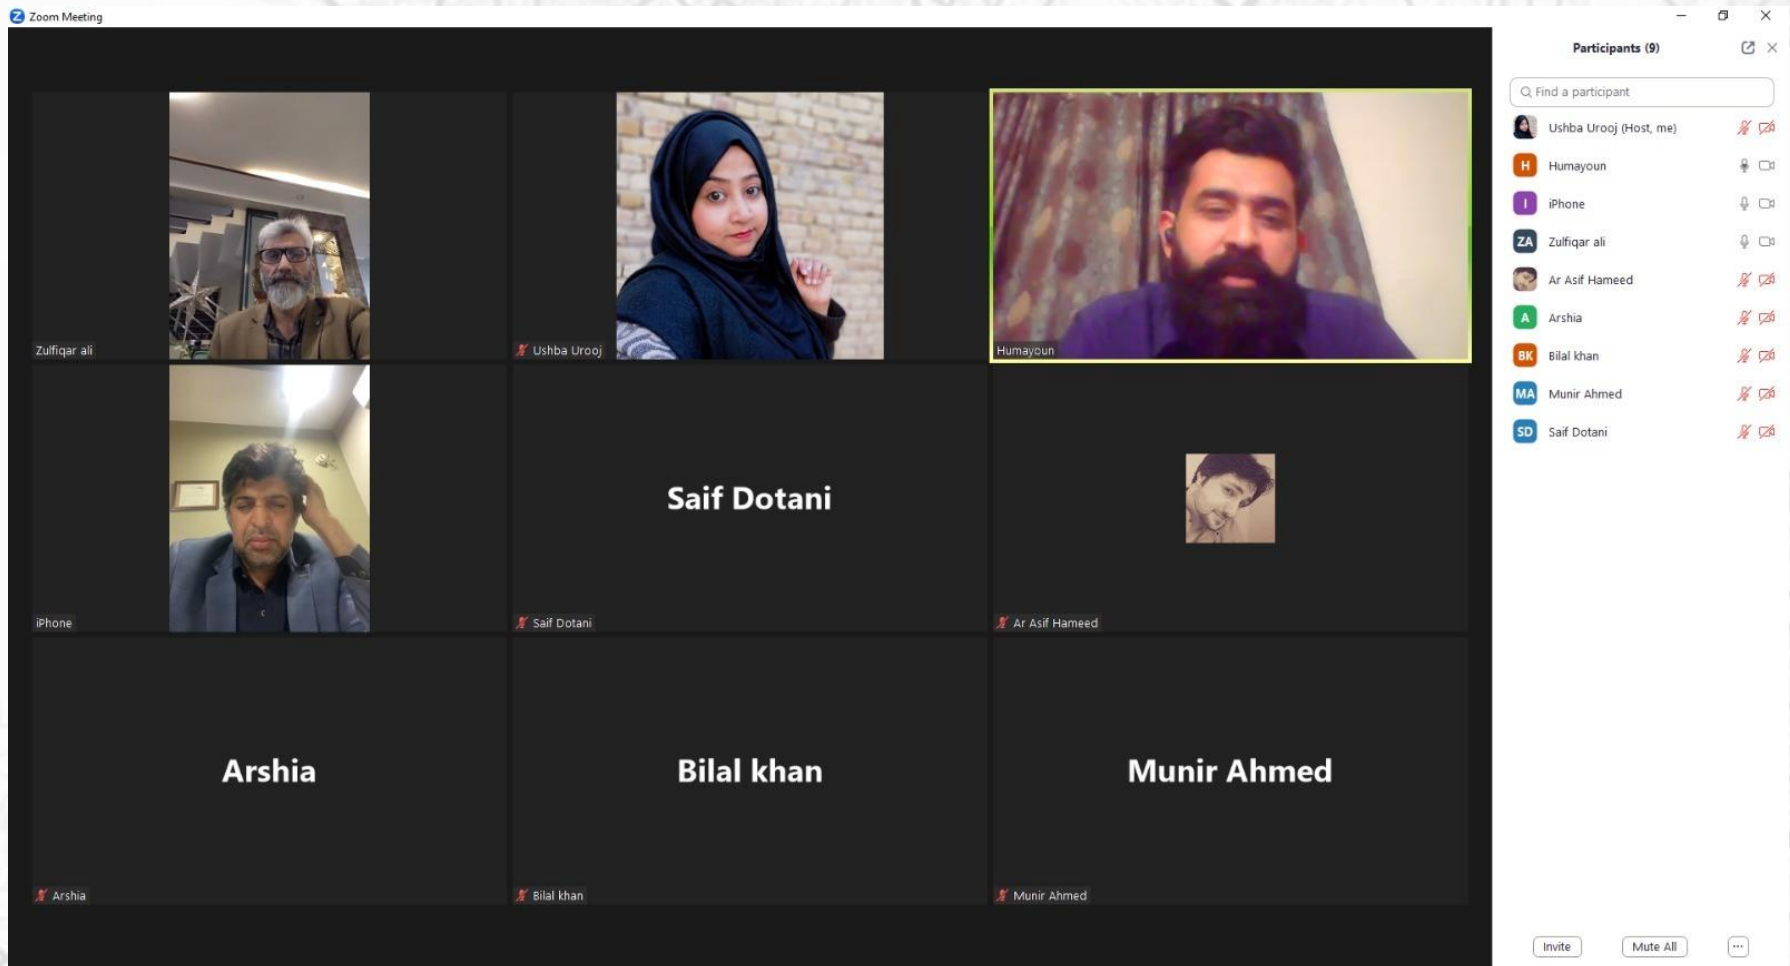 Zoom Meeting
Zulfiqar ali
Ushba Urooj
Humayoun
iPhone
Saif Dotani
Saif Dotani
Ar Asif Hameed
Arshia
Arshia
Bilal khan
Bilal khan
Munir Ahmed
Munir Ahmed
Participants (9)
Find a participant
Ushba Urooj (Host, me)
H Humayoun
I iPhone
ZA Zulfiqar ali
Ar Asif Hameed
A Arshia
BK Bilal khan
MA Munir Ahmed
SD Saif Dotani
Invite Mute All ...